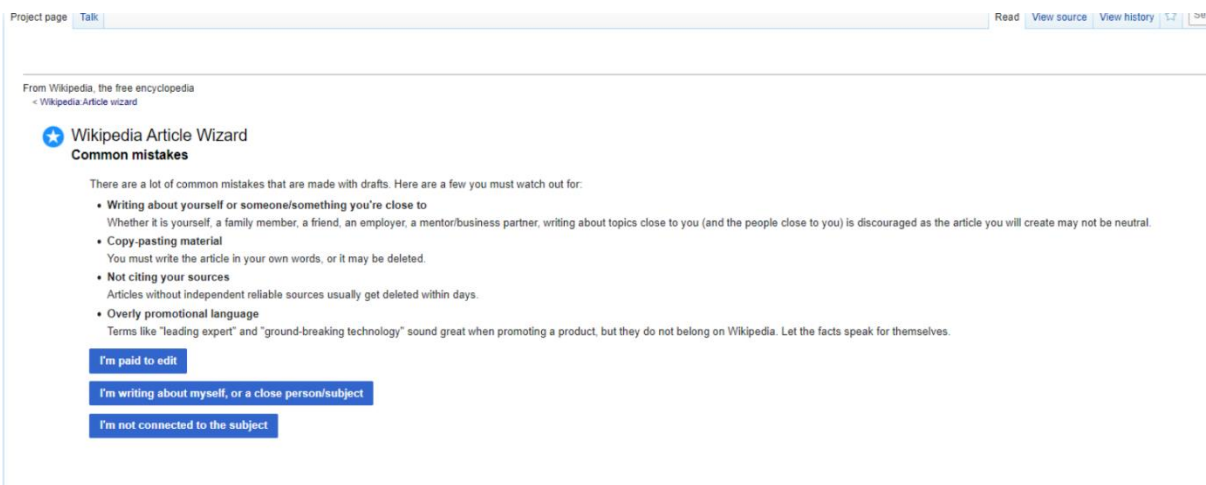 Project page Talk Read View source View history
From Wikipedia, the free encyclopedia
< Wikipedia:Article wizard
Wikipedia Article Wizard
Common mistakes
There are a lot of common mistakes that are made with drafts. Here are a few you must watch out for:
• Writing about yourself or someone/something you're close to
Whether it is yourself, a family member, a friend, an employer, a mentor/business partner, writing about topics close to you (and the people close to you) is discouraged as the article you will create may not be neutral.
• Copy-pasting material
You must write the article in your own words, or it may be deleted.
• Not citing your sources
Articles without independent reliable sources usually get deleted within days.
• Overly promotional language
Terms like "leading expert" and "ground-breaking technology" sound great when promoting a product, but they do not belong on Wikipedia. Let the facts speak for themselves.
I'm paid to edit
I'm writing about myself, or a close person/subject
I'm not connected to the subject